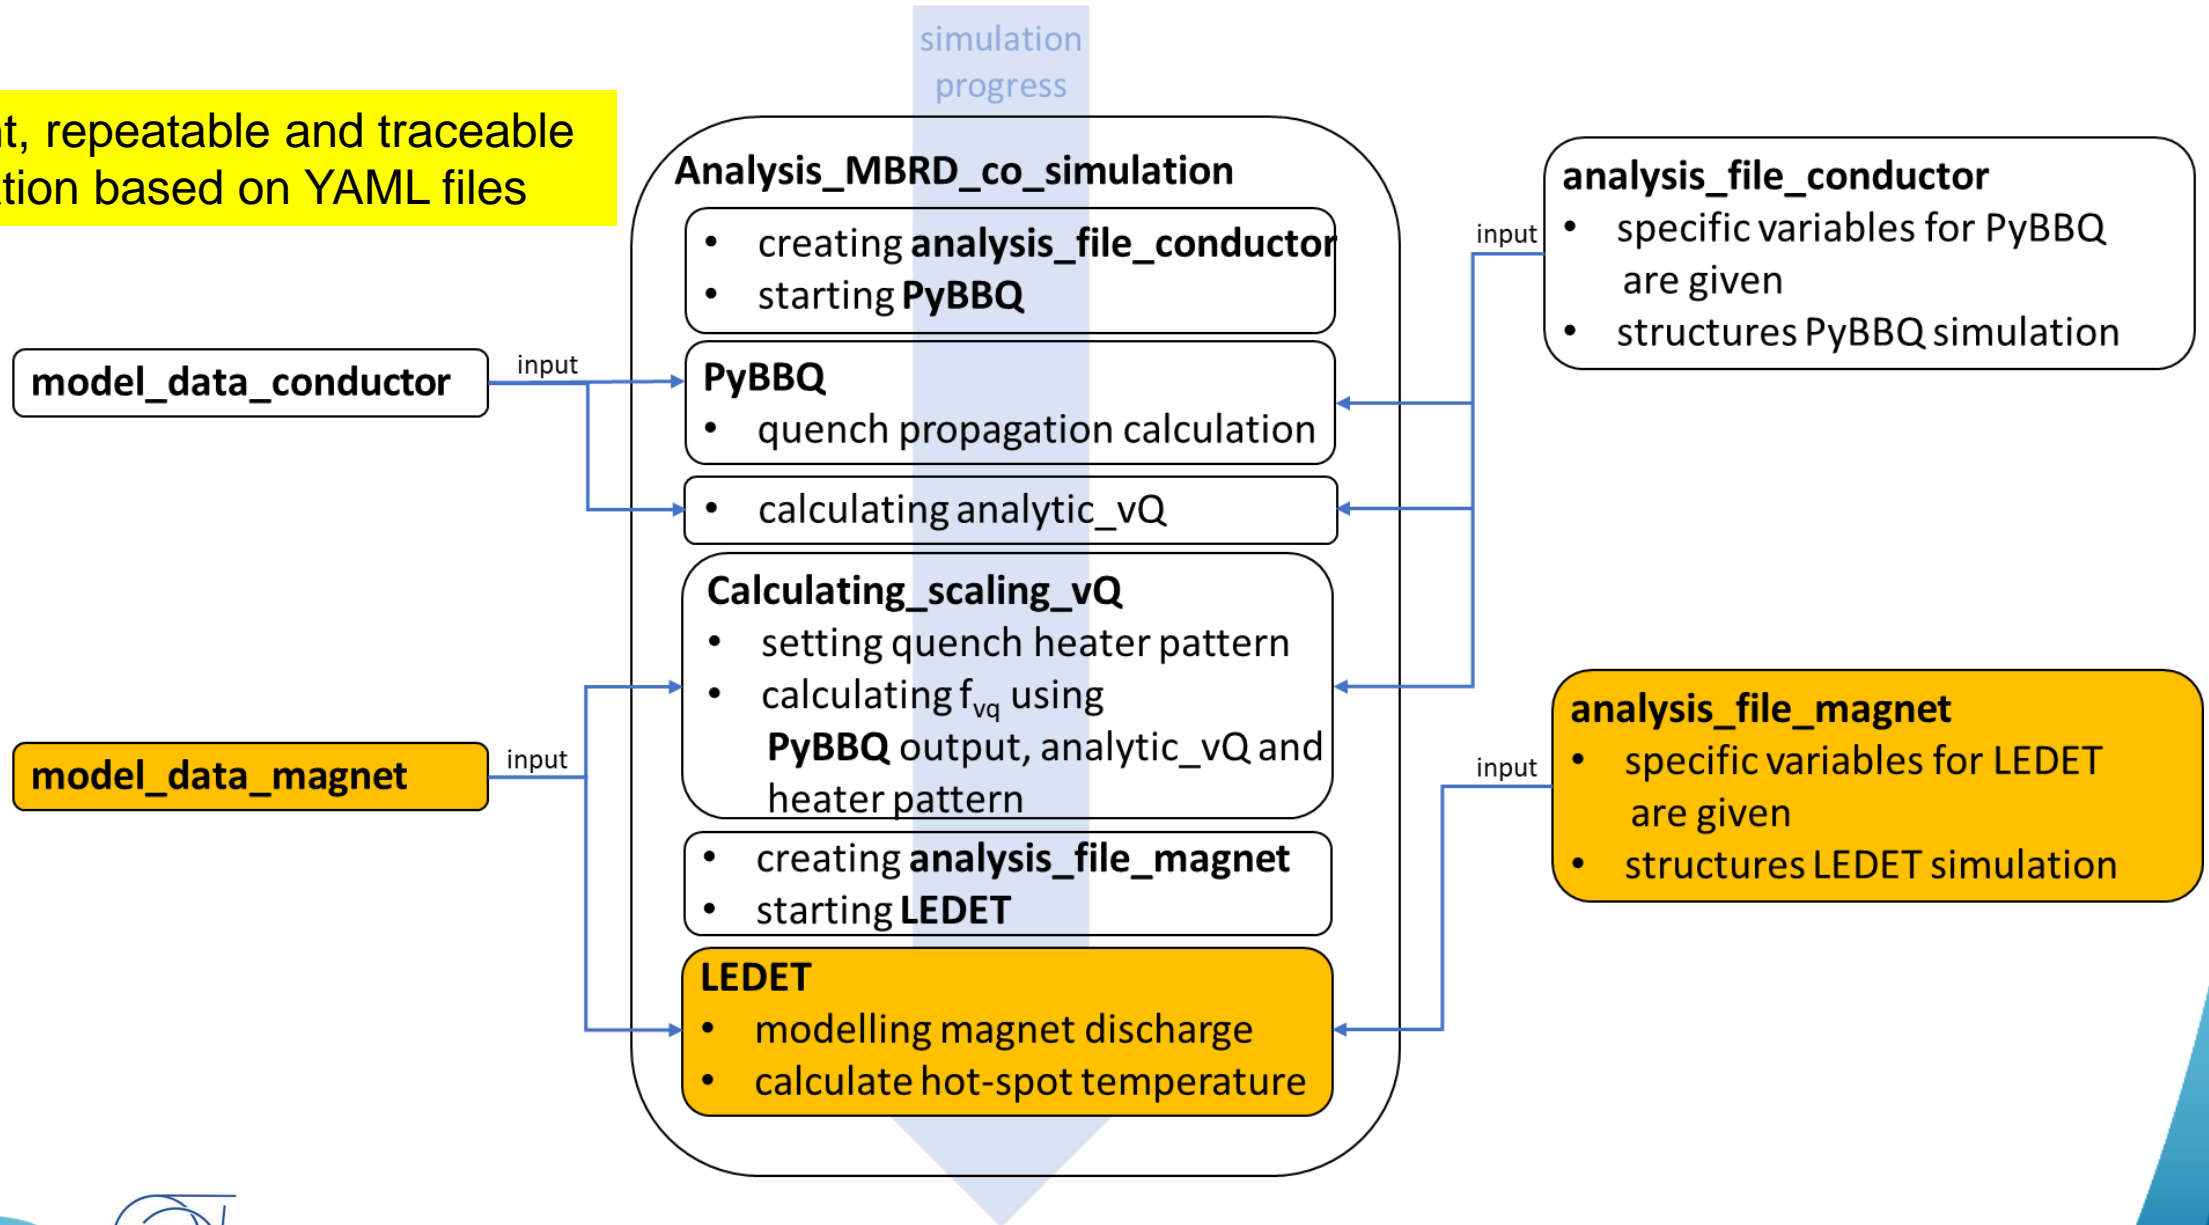 simulation
progress
nt, repeatable and traceable
ation based on YAML files
Analysis_MBRD_co_simulation
• creating analysis_file_conductor
• starting PyBBQ
model_data_conductor
input
PyBBQ
• quench propagation calculation
• calculating analytic_vQ
Calculating_scaling_vQ
• setting quench heater pattern
• calculating fvq using
PyBBQ output, analytic_vQ and
heater pattern
model_data_magnet
input
• creating analysis_file_magnet
• starting LEDET
LEDET
• modelling magnet discharge
• calculate hot-spot temperature
input
analysis_file_conductor
• specific variables for PyBBQ
are given
• structures PyBBQ simulation
input
analysis_file_magnet
• specific variables for LEDET
are given
• structures LEDET simulation